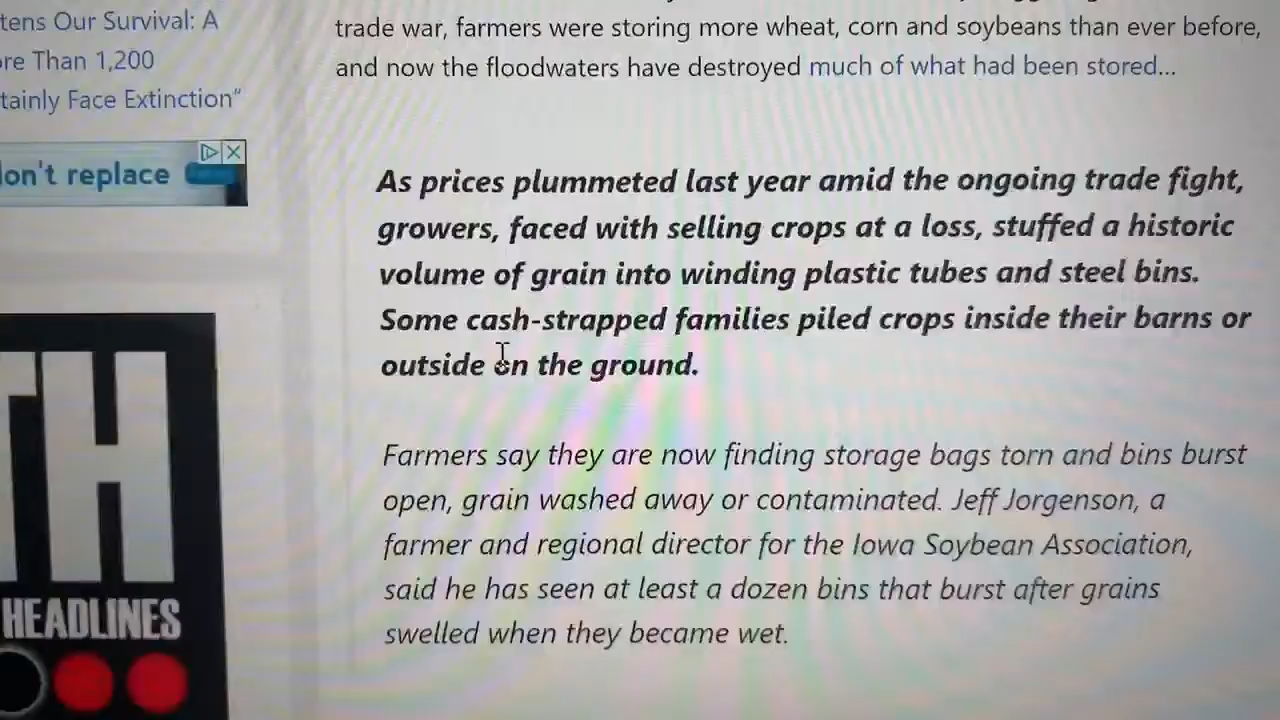 tens Our Survival: A
re Than 1,200
tainly Face Extinction"
don't replace
TH
HEADLINES
trade war, farmers were storing more wheat, corn and soybeans than ever before,
and now the floodwaters have destroyed much of what had been stored...
As prices plummeted last year amid the ongoing trade fight,
growers, faced with selling crops at a loss, stuffed a historic
volume of grain into winding plastic tubes and steel bins.
Some cash-strapped families piled crops inside their barns or
outside on the ground.
Farmers say they are now finding storage bags torn and bins burst
open, grain washed away or contaminated. Jeff Jorgenson, a
farmer and regional director for the Iowa Soybean Association,
said he has seen at least a dozen bins that burst after grains
swelled when they became wet.